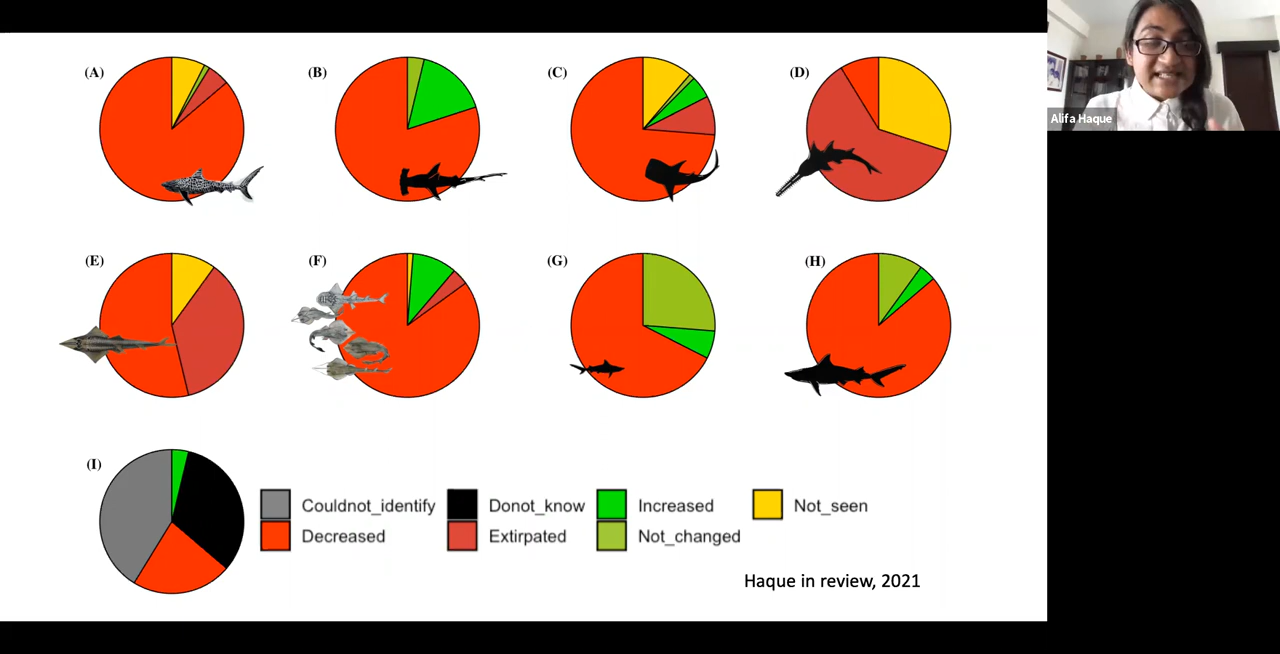 (A)
(B)
(C)
(D)
Alifa Haque
(E)
(F)
(G)
(H)
(I)
Couldnot_identify
Donot_know
Increased
Not_seen
Decreased
Extirpated
Not_changed
Haque in review, 2021